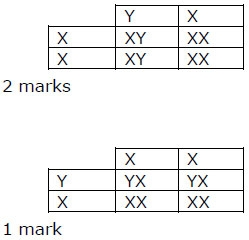 Y X
X XY XX
X XY XX
2 marks
X X
Y YX YX
X XX XX
1 mark